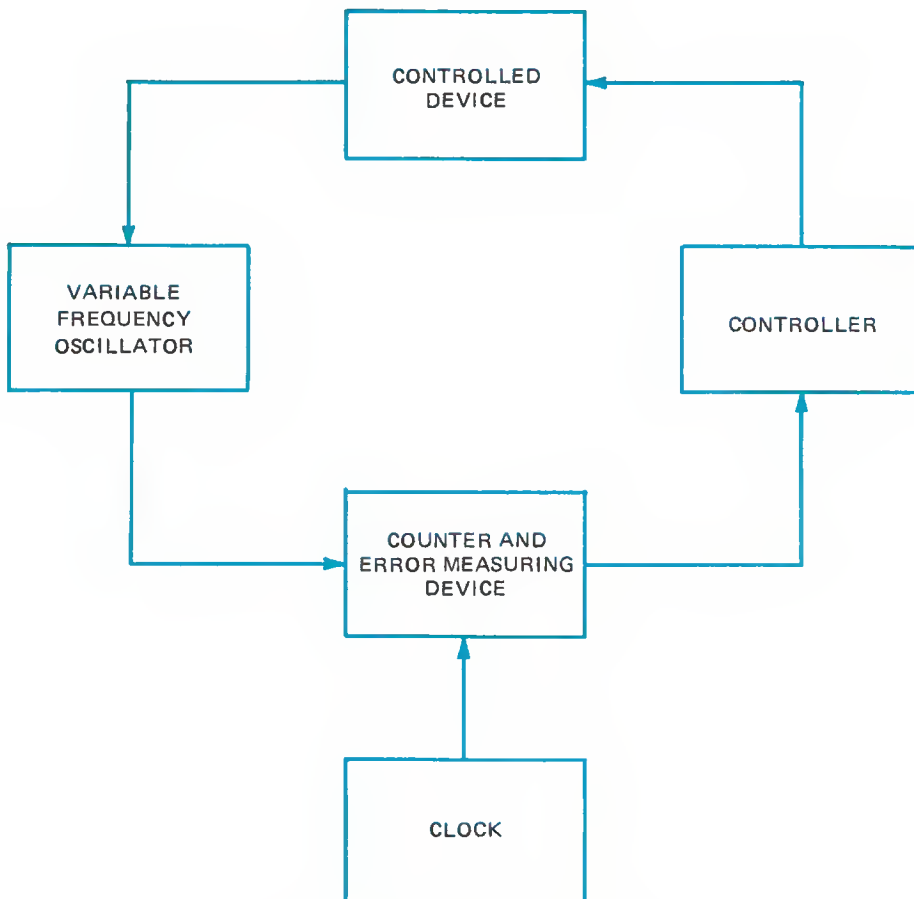 CONTROLLED
DEVICE
VARIABLE
FREQUENCY
OSCILLATOR
CONTROLLER
COUNTER AND
ERROR MEASURING
DEVICE
CLOCK